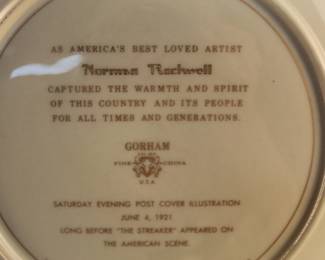 AS AMERICA'S BEST LOVED ARTIST
Norman Rockwell
CAPTURED THE WARMTH AND SPIRIT
OF THIS COUNTRY AND ITS PEOPLE
FOR ALL TIMES AND GENERATIONS.
GORHAM
FINE CHINA
U.S.A.
SATURDAY EVENING POST COVER ILLUSTRATION
JUNE 4, 1921
LONG BEFORE "THE STREAKER" APPEARED ON
THE AMERICAN SCENE.